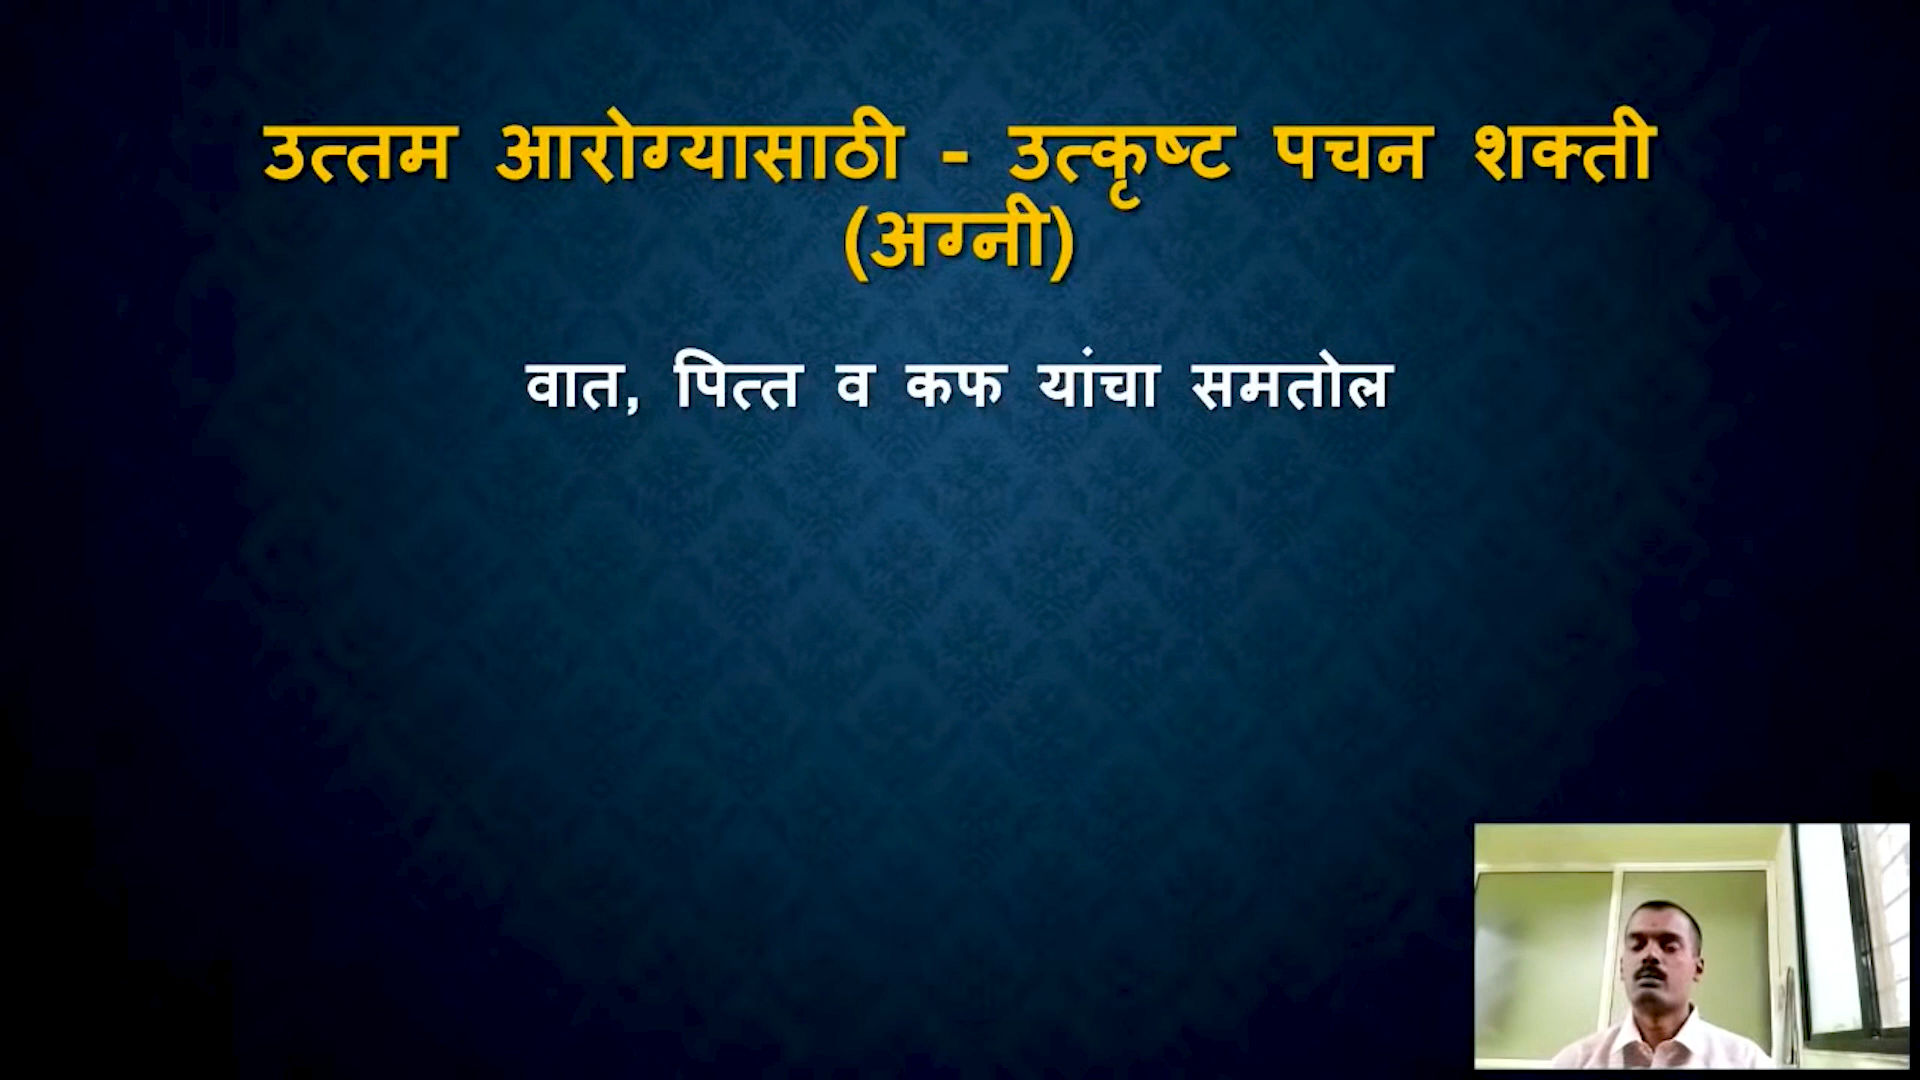 उत्तम आरोग्यासाठी - उत्कृष्ट पचन शक्ती
(अग्नी)
वात, पित्त व कफ यांचा समतोल